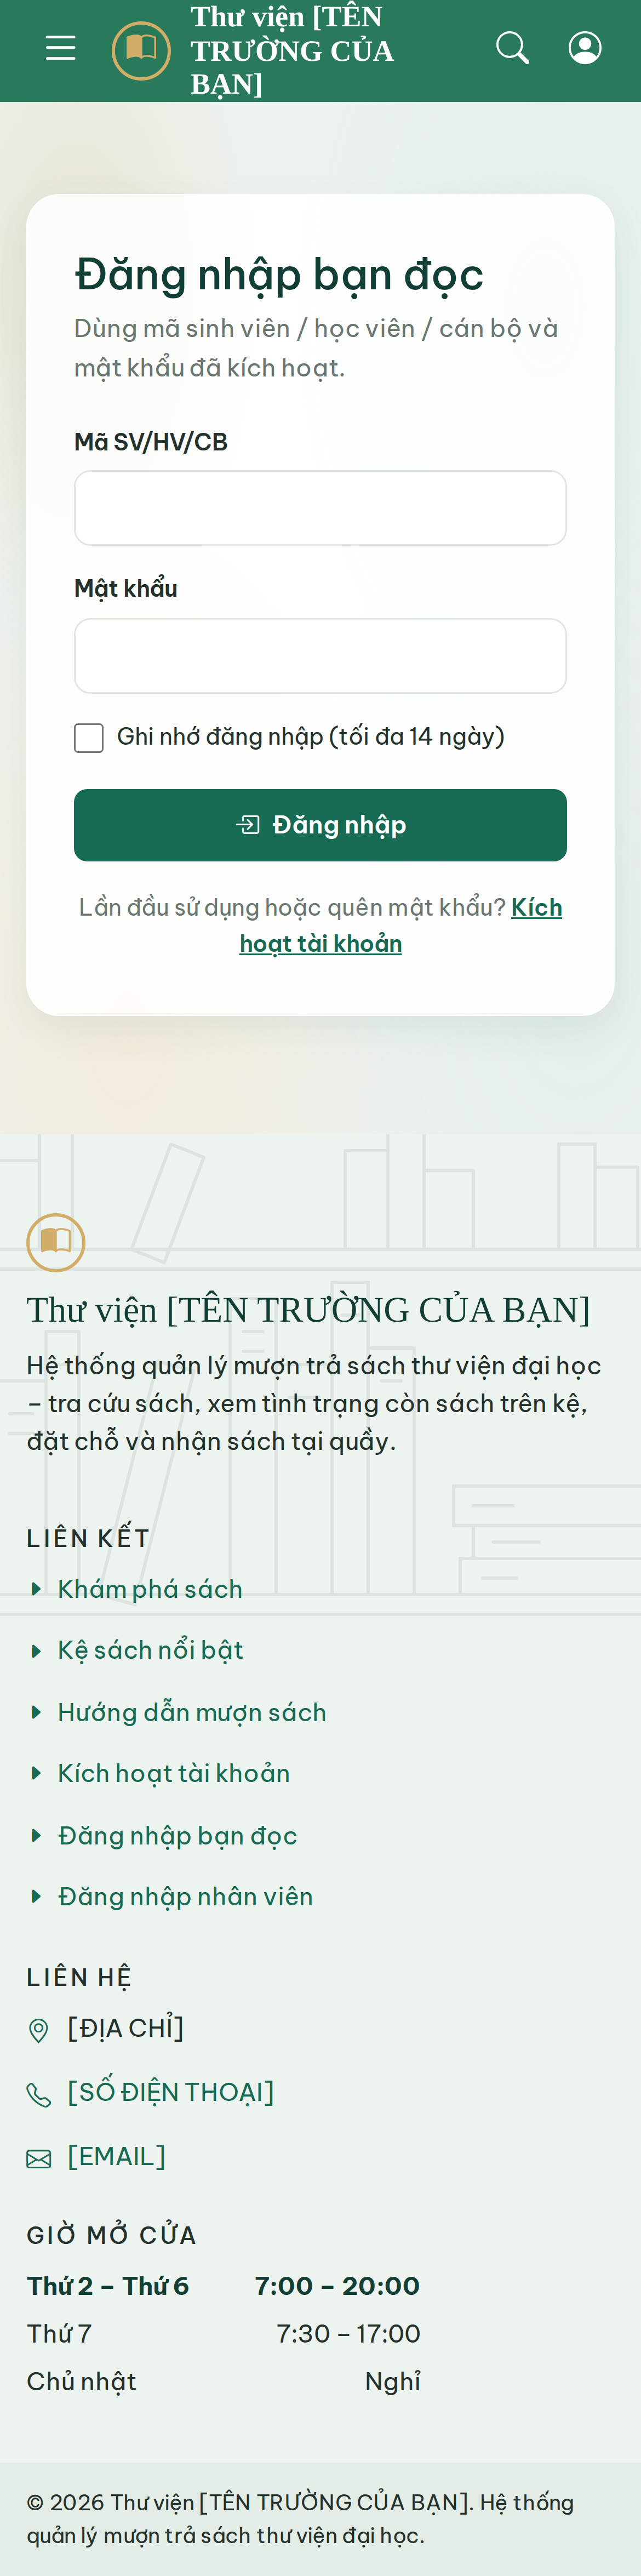 Thư viện [TÊN
TRƯỜNG CỦA
BẠN]
Đăng nhập bạn đọc
Dùng mã sinh viên / học viên / cán bộ và
mật khẩu đã kích hoạt.
Mã SV/HV/CB
Mật khẩu
Ghi nhớ đăng nhập (tối đa 14 ngày)
Đăng nhập
Lần đầu sử dụng hoặc quên mật khẩu? Kích
hoạt tài khoản
Thư viện [TÊN TRƯỜNG CỦA BẠN]
Hệ thống quản lý mượn trả sách thư viện đại học
– tra cứu sách, xem tình trạng còn sách trên kệ,
đặt chỗ và nhận sách tại quầy.
LIÊN KẾT
Khám phá sách
Kệ sách nổi bật
Hướng dẫn mượn sách
Kích hoạt tài khoản
Đăng nhập bạn đọc
Đăng nhập nhân viên
LIÊN HỆ
[ĐỊA CHỈ]
[SỐ ĐIỆN THOẠI]
[EMAIL]
GIỜ MỞ CỬA
Thứ 2 – Thứ 6 7:00 – 20:00
Thứ 7 7:30 – 17:00
Chủ nhật Nghỉ
© 2026 Thư viện [TÊN TRƯỜNG CỦA BẠN]. Hệ thống
quản lý mượn trả sách thư viện đại học.